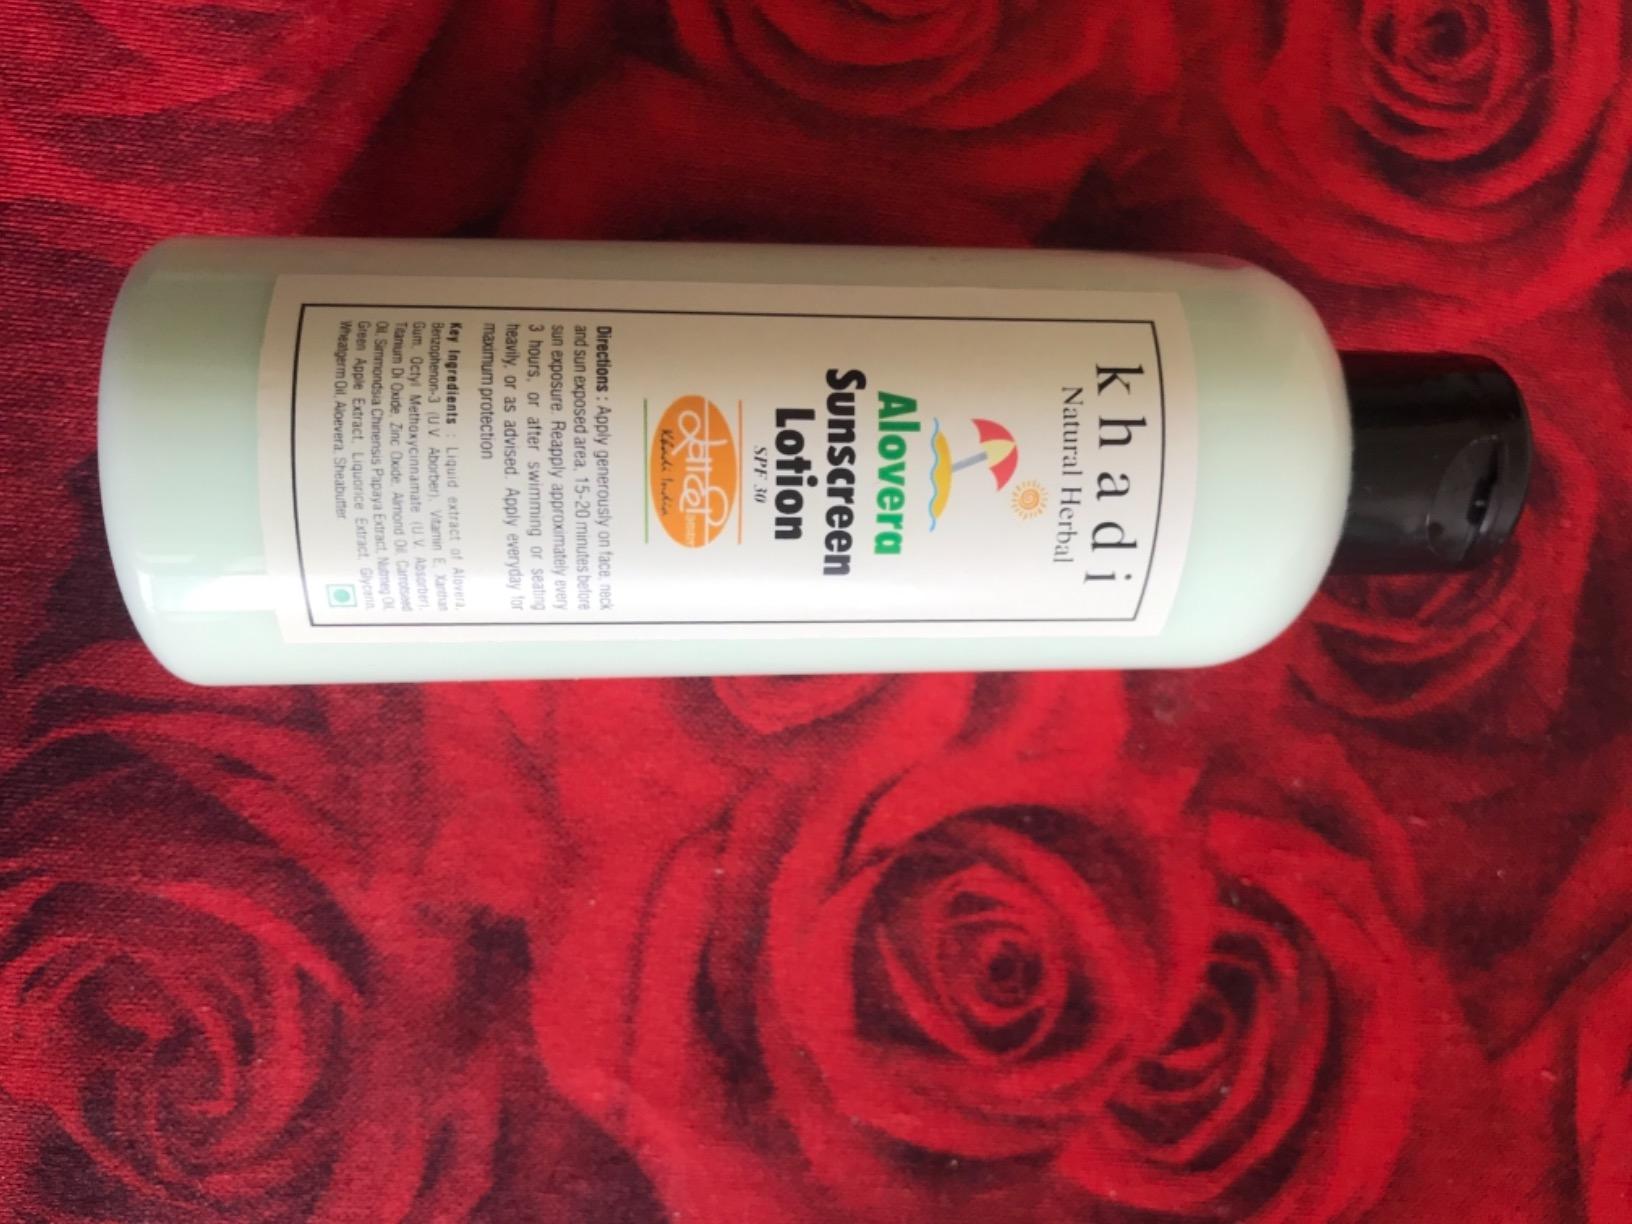 khadi
Natural Herbal
Alovera
Sunscreen
Lotion
SPF 30
Khadi India
Directions : Apply generously on face, neck
and sun exposed area, 15-20 minutes before
sun exposure. Reapply approximately every
3 hours, or after swimming or seating
heavily, or as advised. Apply everyday for
maximum protection
Key Ingredients : Liquid extract of Alovera,
Benzophenon-3 (U.V. Aborber), Vitamin E, Xanthan
Gum, Octyl Methoxycinnamate (U.V. Absorber),
Titanium Di Oxide, Zinc Oxide, Almond Oil, Carrotseed
Oil, Simmondsia Chinensis Papaya Extract, Nutmeg Oil,
Green Apple Extract, Liquorice Extract, Glycerin,
Wheatgerm Oil, Aloevera, Sheabutter